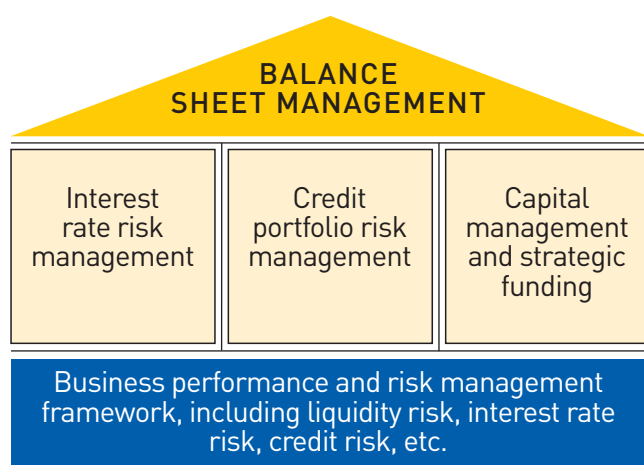 BALANCE
SHEET MANAGEMENT
Interest
rate risk
management
Credit
portfolio risk
management
Capital
management
and strategic
funding
Business performance and risk management
framework, including liquidity risk, interest rate
risk, credit risk, etc.